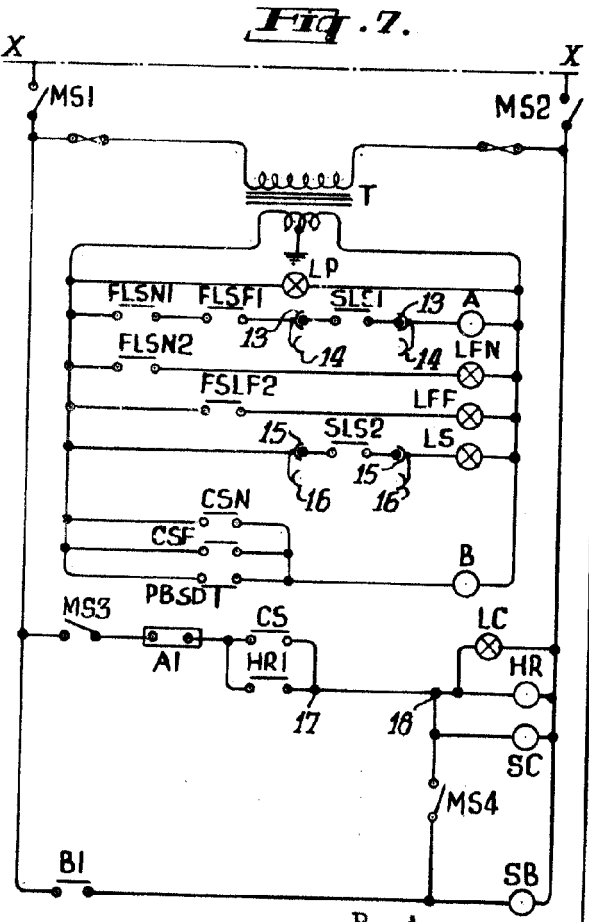 Fig. 7.
X X
MS1 MS2
T
LP
FLSN1 FLSF1 SLS1 13 A
13 14 14
FLSN2 LFN
FSLF2 LFF
15 SLS2 LS
15
16 16
CSN
CSF
B
PBSDT
MS3 CS LC
A1 HR1 HR
17 18
SC
MS4
B1 SB